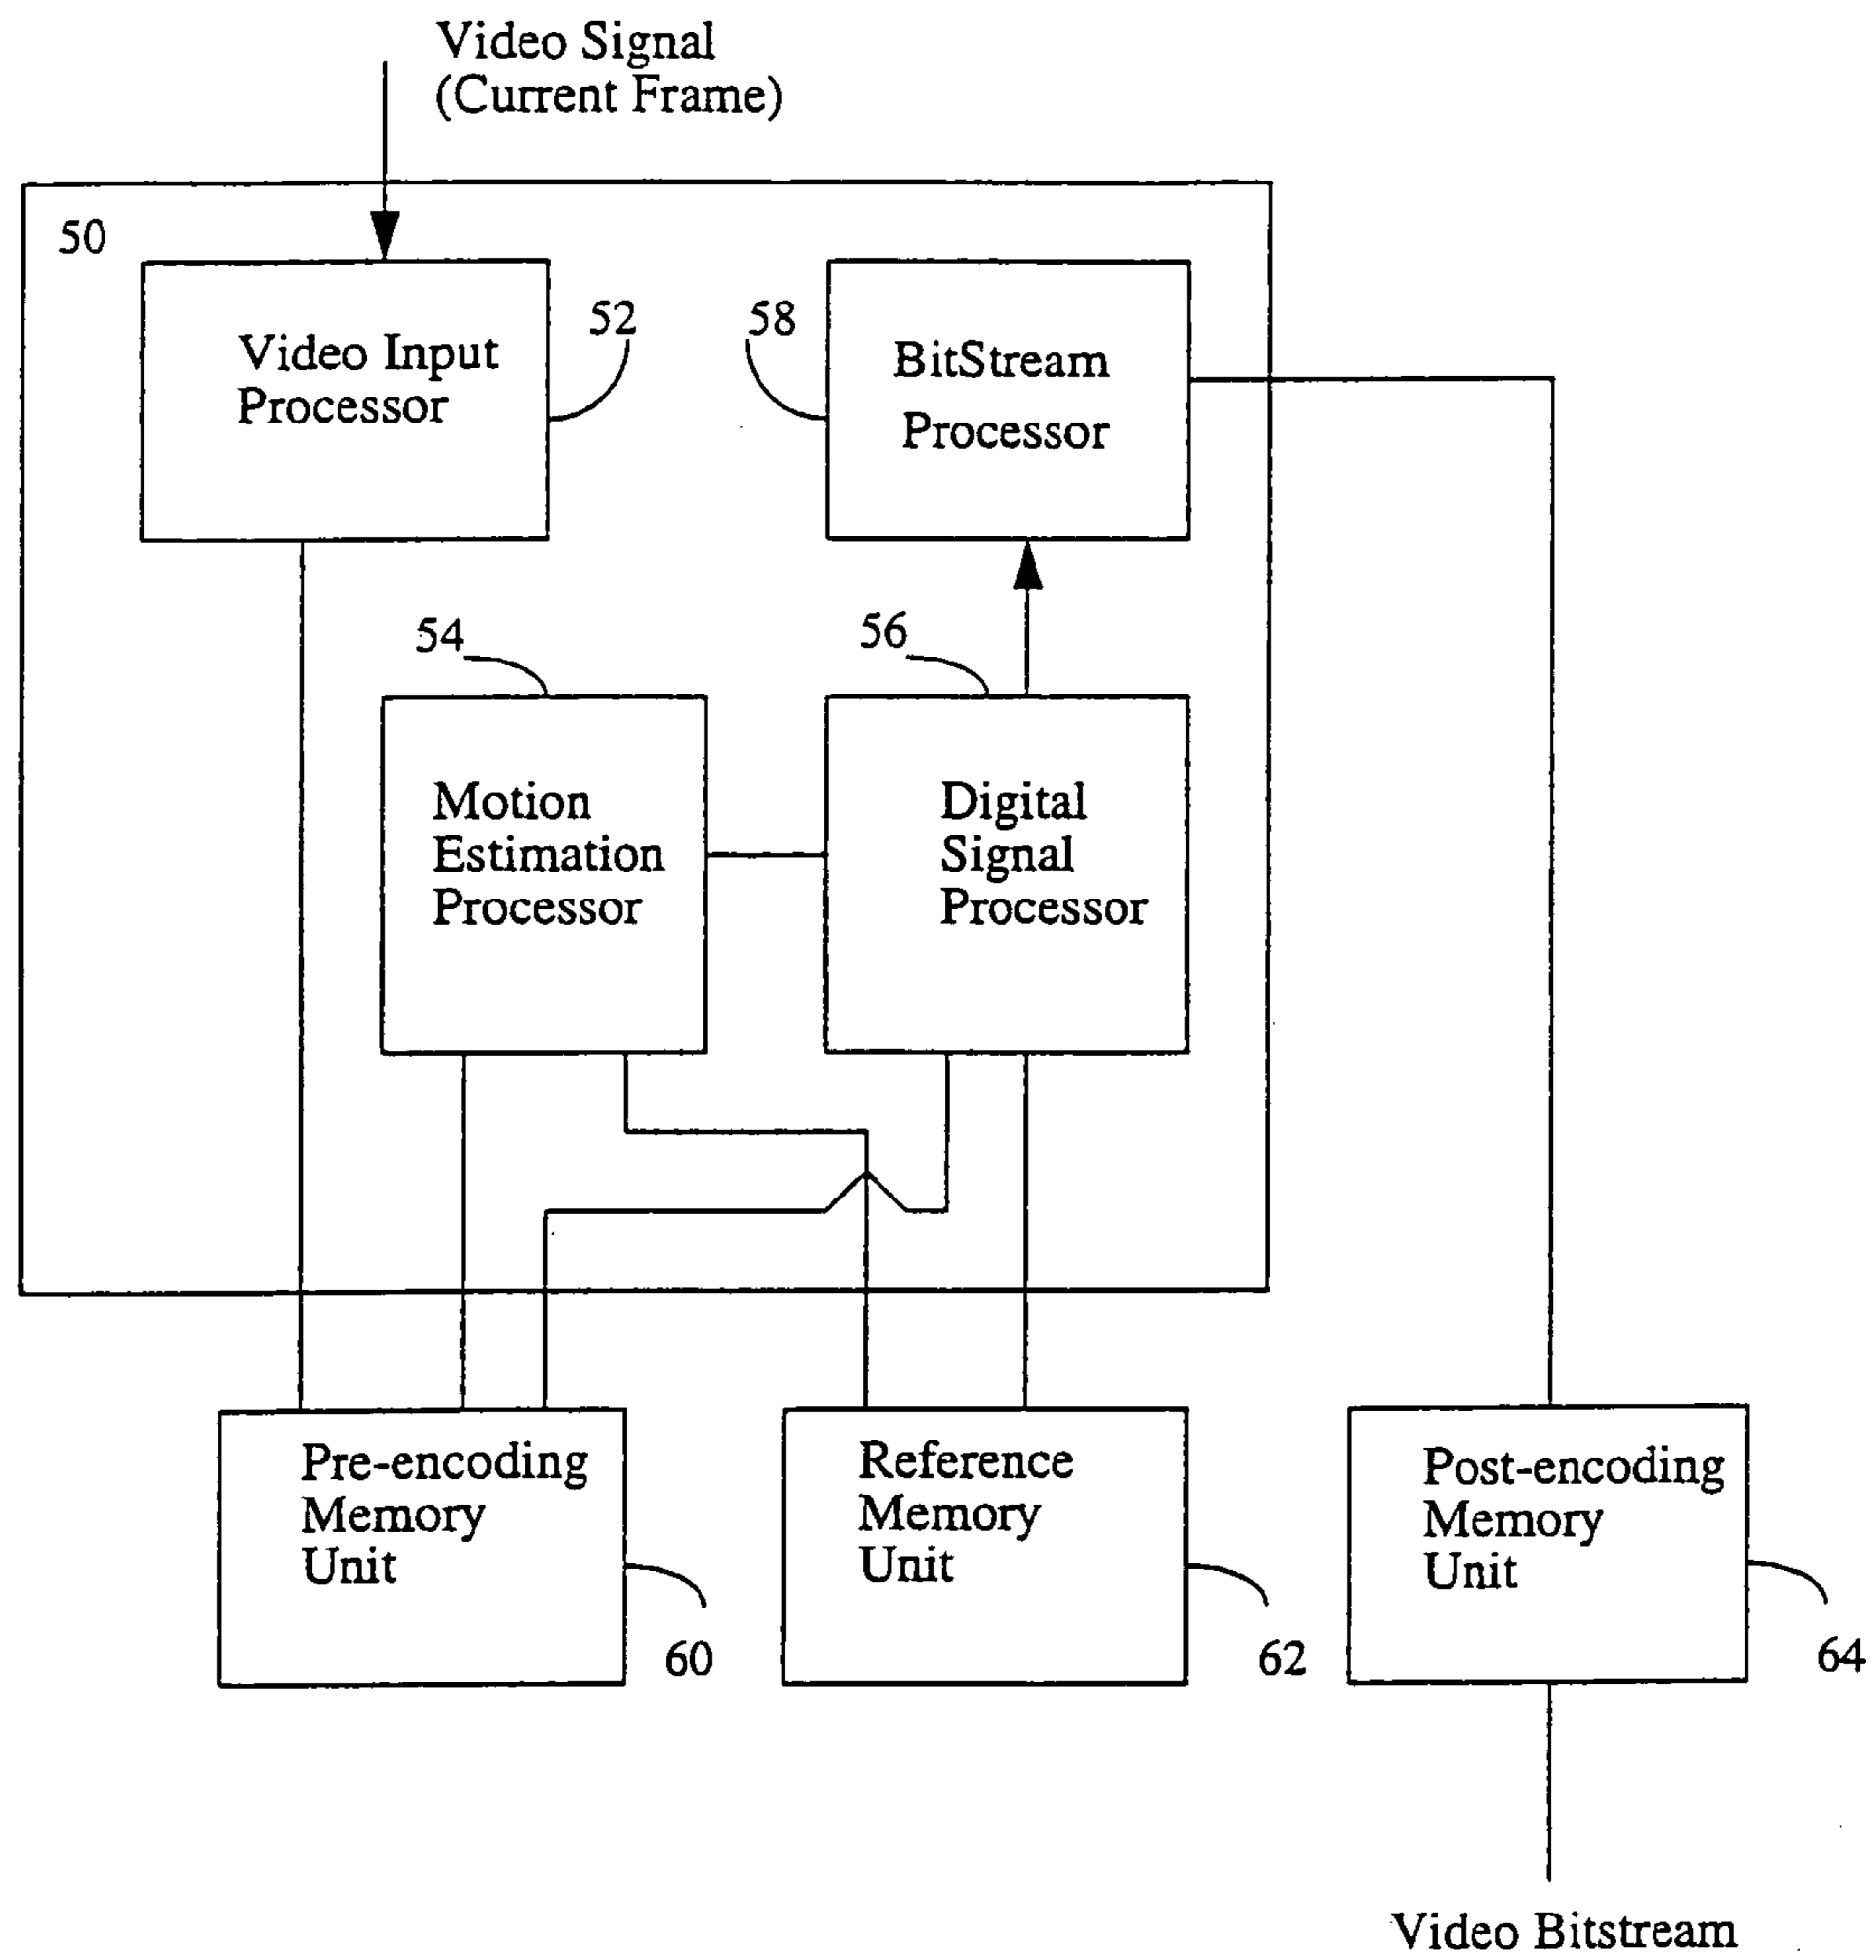 Video Signal
(Current Frame)
50
Video Input
Processor
52
58
BitStream
Processor
54
56
Motion
Estimation
Processor
Digital
Signal
Processor
Pre-encoding
Memory
Unit
60
Reference
Memory
Unit
62
Post-encoding
Memory
Unit
64
Video Bitstream